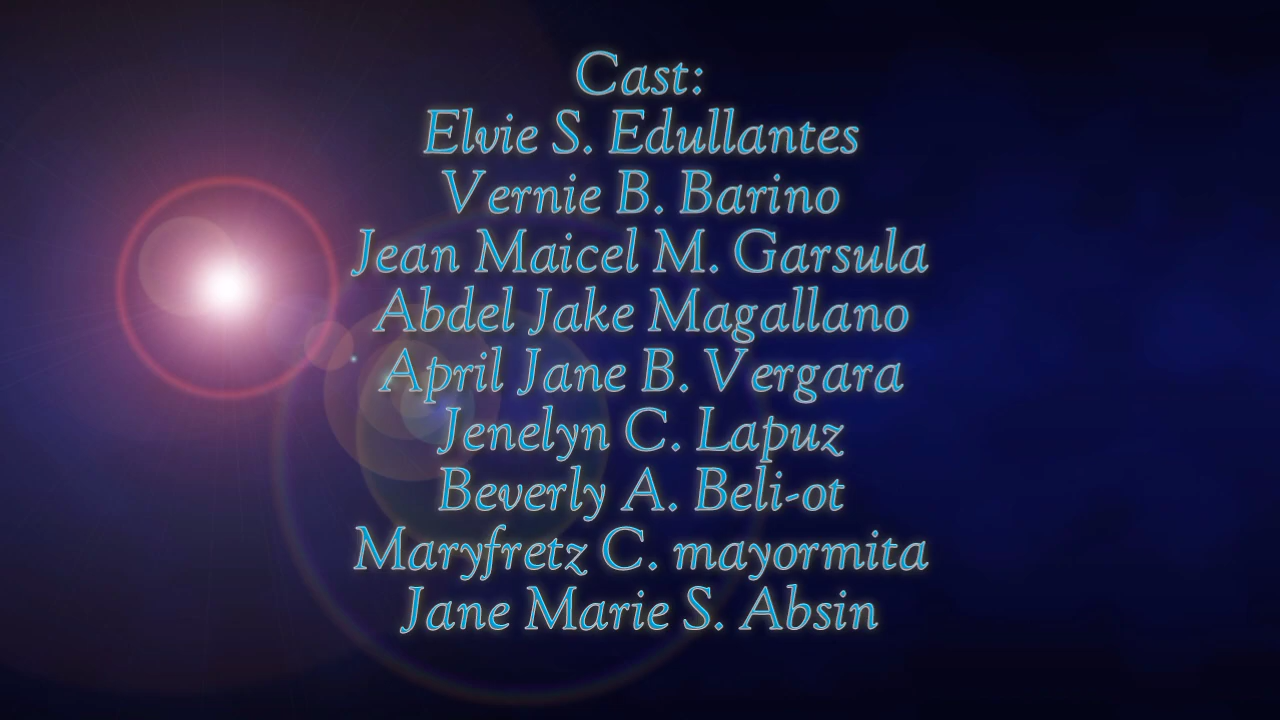 Cast:
Elvie S. Edullantes
Vernie B. Barino
Jean Maicel M. Garsula
Abdel Jake Magallano
April Jane B. Vergara
Jenelyn C. Lapuz
Beverly A. Beli-ot
Maryfretz C. mayormita
Jane Marie S. Absin